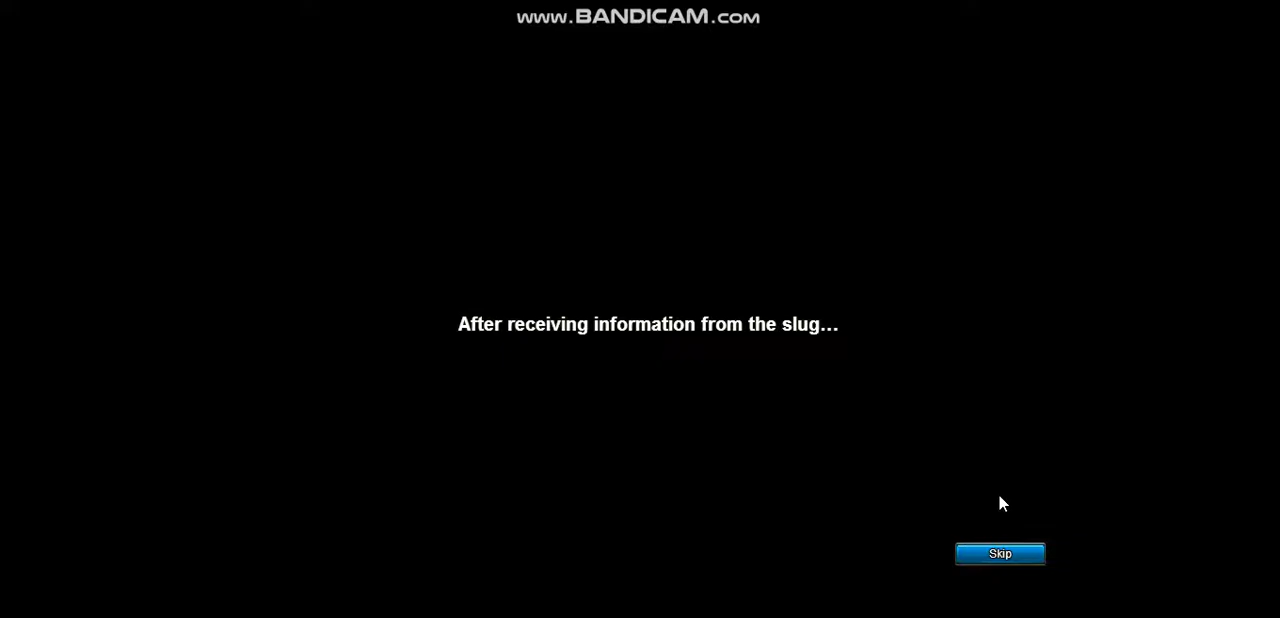 www.BANDICAM.COM
After receiving information from the slug...
Skip